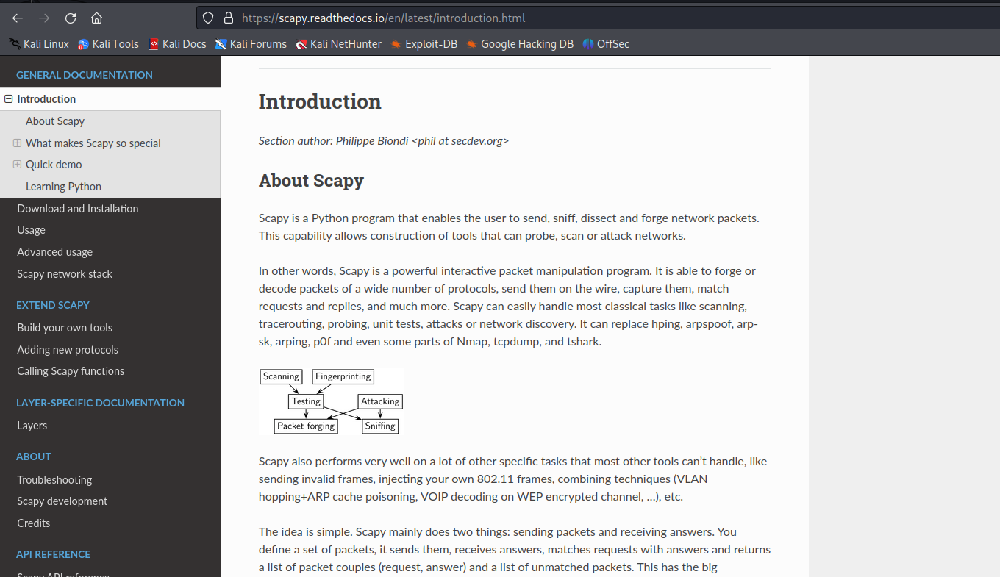 https://scapy.readthedocs.io/en/latest/introduction.html
Kali Linux Kali Tools Kali Docs Kali Forums Kali NetHunter Exploit-DB Google Hacking DB OffSec
GENERAL DOCUMENTATION
Introduction
About Scapy
What makes Scapy so special
Quick demo
Learning Python
Download and Installation
Usage
Advanced usage
Scapy network stack
EXTEND SCAPY
Build your own tools
Adding new protocols
Calling Scapy functions
LAYER-SPECIFIC DOCUMENTATION
Layers
ABOUT
Troubleshooting
Scapy development
Credits
API REFERENCE
Scapy API reference
Introduction
Section author: Philippe Biondi <phil at secdev.org>
About Scapy
Scapy is a Python program that enables the user to send, sniff, dissect and forge network packets.
This capability allows construction of tools that can probe, scan or attack networks.
In other words, Scapy is a powerful interactive packet manipulation program. It is able to forge or
decode packets of a wide number of protocols, send them on the wire, capture them, match
requests and replies, and much more. Scapy can easily handle most classical tasks like scanning,
tracerouting, probing, unit tests, attacks or network discovery. It can replace hping, arpspoof, arp-
sk, arping, p0f and even some parts of Nmap, tcpdump, and tshark.
Scanning Fingerprinting
Testing Attacking
Packet forging Sniffing
Scapy also performs very well on a lot of other specific tasks that most other tools can’t handle, like
sending invalid frames, injecting your own 802.11 frames, combining techniques (VLAN
hopping+ARP cache poisoning, VOIP decoding on WEP encrypted channel, …), etc.
The idea is simple. Scapy mainly does two things: sending packets and receiving answers. You
define a set of packets, it sends them, receives answers, matches requests with answers and returns
a list of packet couples (request, answer) and a list of unmatched packets. This has the big